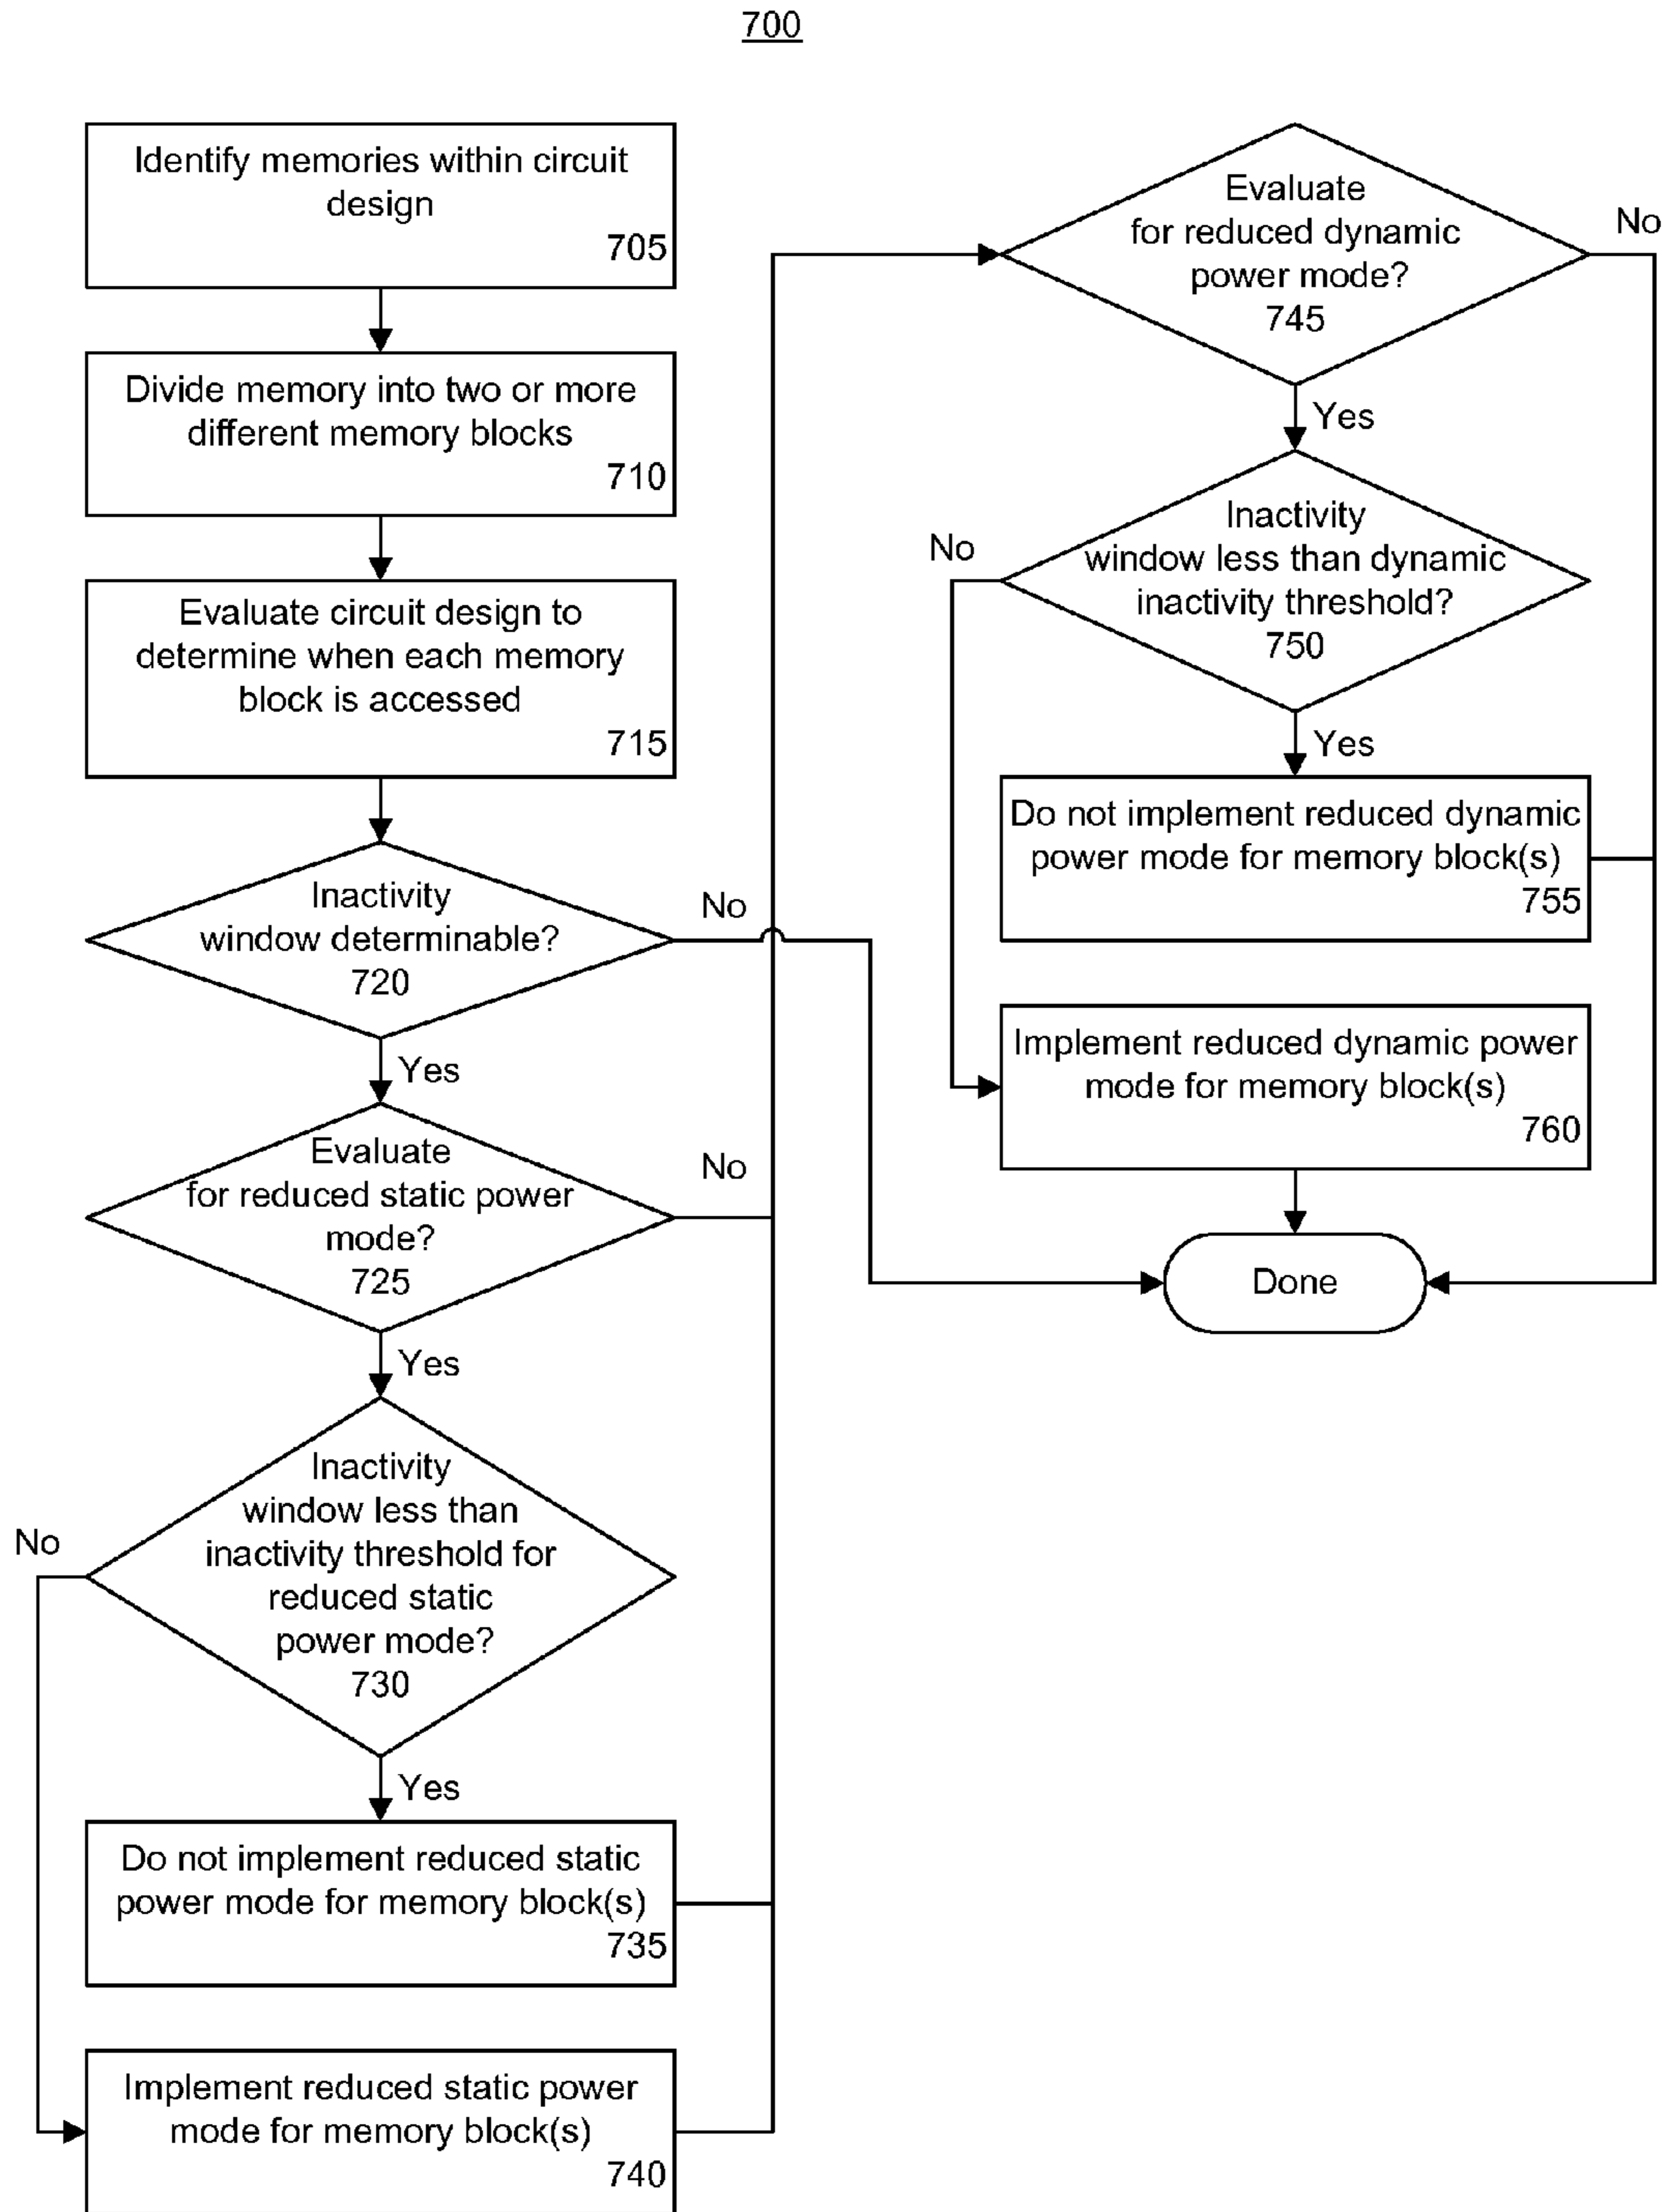 700
Identify memories within circuit
design
705
Divide memory into two or more
different memory blocks
710
Evaluate circuit design to
determine when each memory
block is accessed
715
Inactivity
window determinable?
720
No
Yes
Evaluate
for reduced static power
mode?
725
No
Yes
Inactivity
window less than
inactivity threshold for
reduced static
power mode?
730
No
Yes
Do not implement reduced static
power mode for memory block(s)
735
Implement reduced static power
mode for memory block(s)
740
Evaluate
for reduced dynamic
power mode?
745
No
Yes
Inactivity
window less than dynamic
inactivity threshold?
750
No
Yes
Do not implement reduced dynamic
power mode for memory block(s)
755
Implement reduced dynamic power
mode for memory block(s)
760
Done